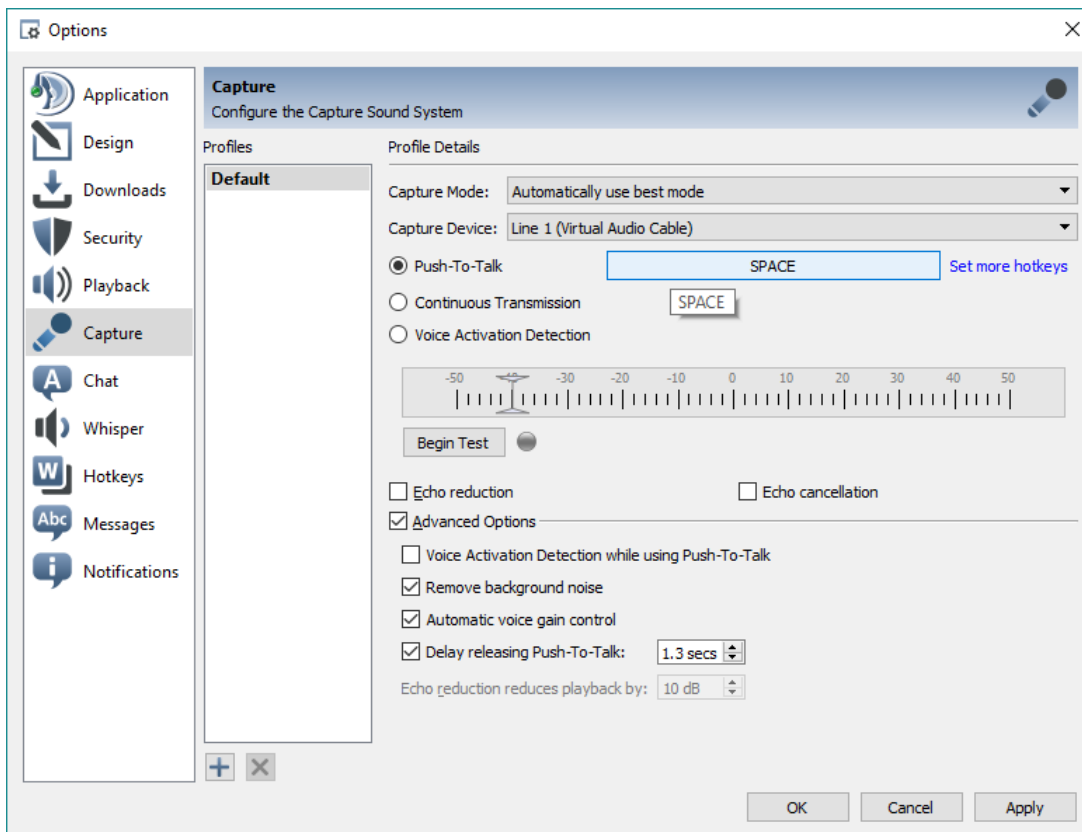 Options
Application
Design
Downloads
Security
Playback
Capture
Chat
Whisper
Hotkeys
Messages
Notifications
Capture
Configure the Capture Sound System
Profiles
Default
Profile Details
Capture Mode: Automatically use best mode
Capture Device: Line 1 (Virtual Audio Cable)
Push-To-Talk SPACE Set more hotkeys
Continuous Transmission SPACE
Voice Activation Detection
-50 -30 -20 -10 0 10 20 30 40 50
Begin Test
Echo reduction Echo cancellation
Advanced Options
Voice Activation Detection while using Push-To-Talk
Remove background noise
Automatic voice gain control
Delay releasing Push-To-Talk: 1.3 secs
Echo reduction reduces playback by: 10 dB
OK Cancel Apply